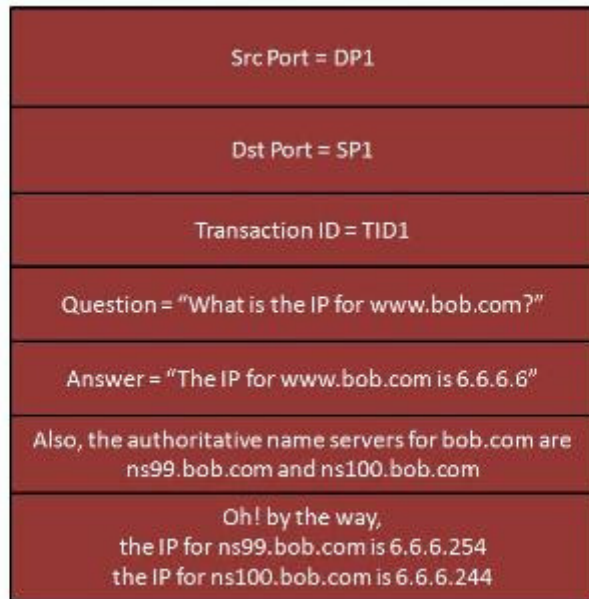 Src Port = DP1
Dst Port = SP1
Transaction ID = TID1
Question = “What is the IP for www.bob.com?”
Answer = “The IP for www.bob.com is 6.6.6.6”
Also, the authoritative name servers for bob.com are
ns99.bob.com and ns100.bob.com
Oh! by the way,
the IP for ns99.bob.com is 6.6.6.254
the IP for ns100.bob.com is 6.6.6.244